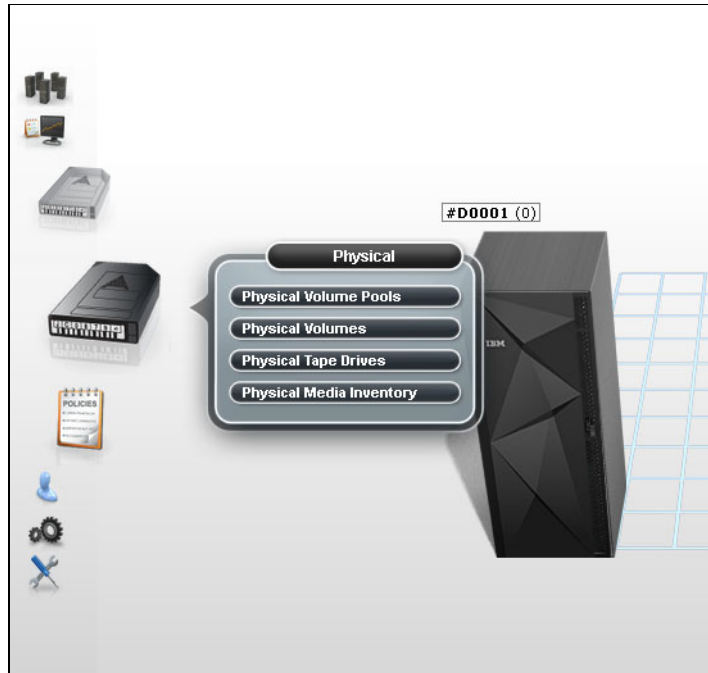 #D0001 (0)
Physical
Physical Volume Pools
Physical Volumes
Physical Tape Drives
Physical Media Inventory
IBM
POLICIES